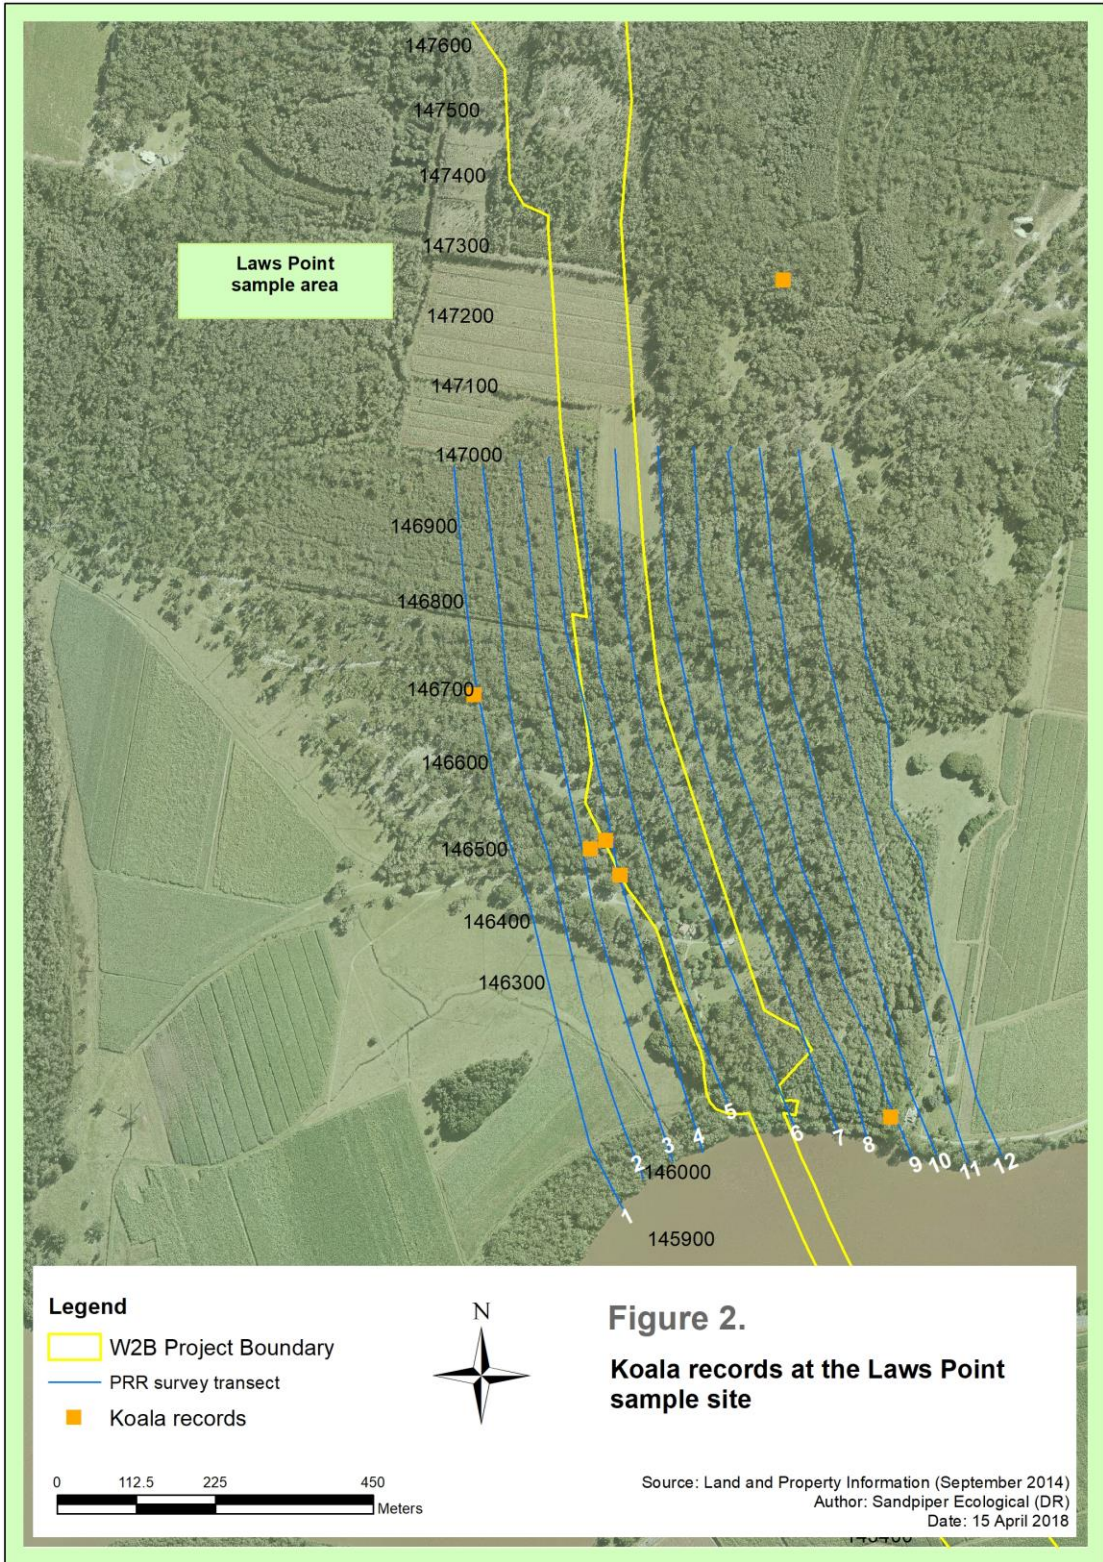 147600
147500
147400
147300
Laws Point
sample area
147200
147100
147000
146900
146800
146700
146600
146500
146400
146300
5
6
7
8
4
3
2
9
10
11
12
146000
1
145900
Legend
W2B Project Boundary
PRR survey transect
Koala records
N
Figure 2.
Koala records at the Laws Point
sample site
0 112.5 225 450
Meters
Source: Land and Property Information (September 2014)
Author: Sandpiper Ecological (DR)
Date: 15 April 2018